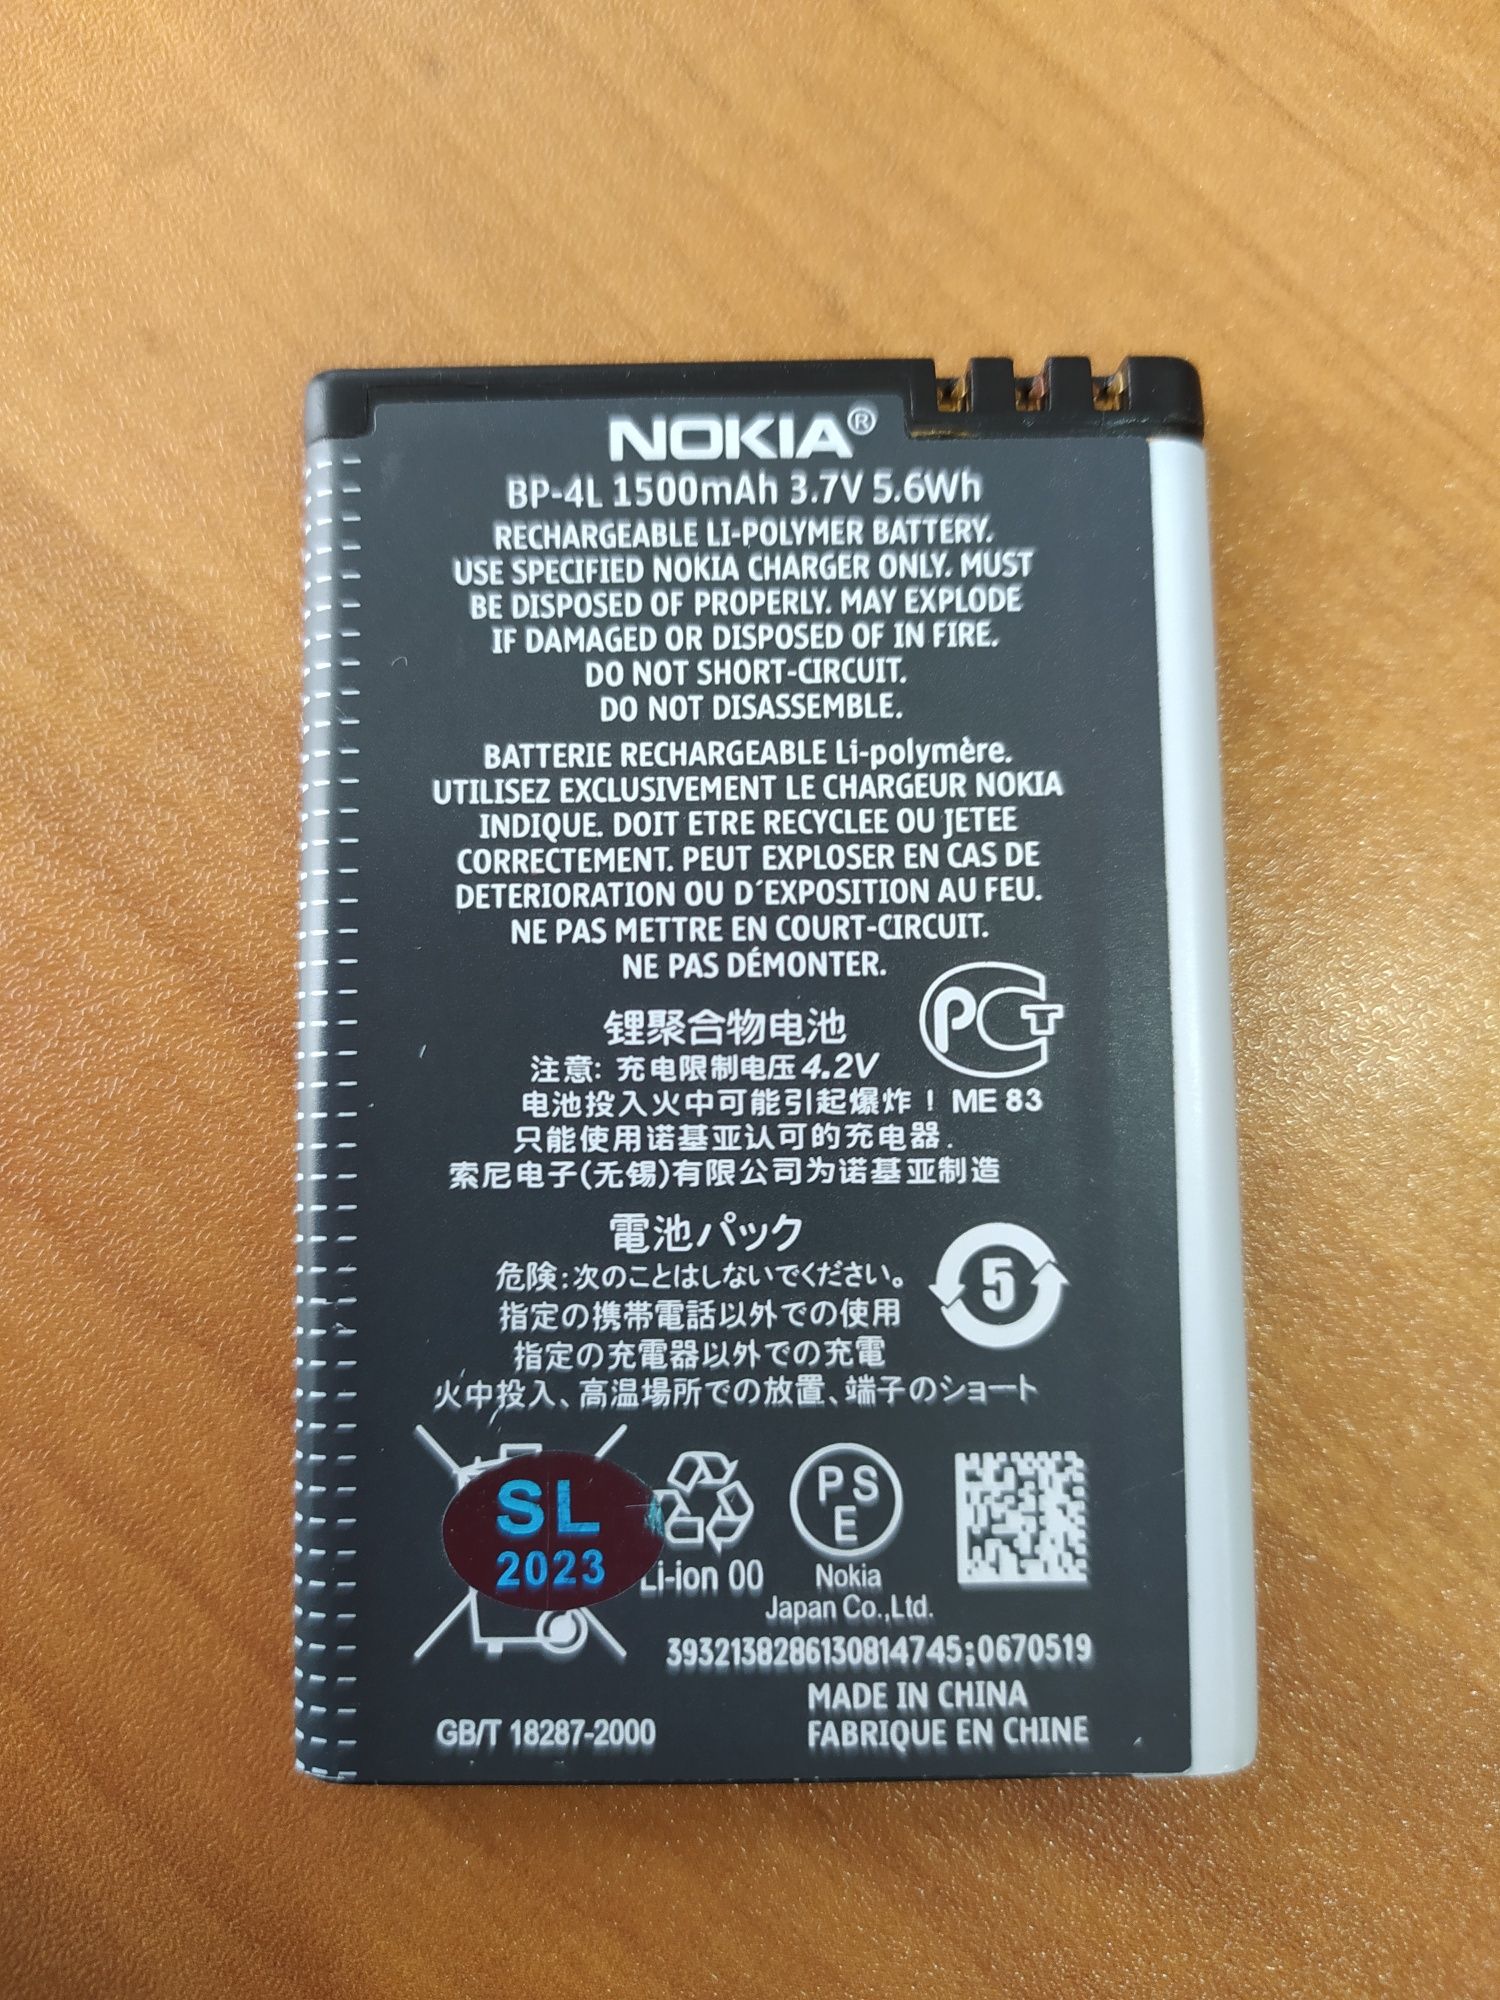 NOKIA®
BP-4L 1500mAh 3.7V 5.6Wh
RECHARGEABLE LI-POLYMER BATTERY.
USE SPECIFIED NOKIA CHARGER ONLY. MUST
BE DISPOSED OF PROPERLY. MAY EXPLODE
IF DAMAGED OR DISPOSED OF IN FIRE.
DO NOT SHORT-CIRCUIT.
DO NOT DISASSEMBLE.
BATTERIE RECHARGEABLE Li-polymère.
UTILISEZ EXCLUSIVEMENT LE CHARGEUR NOKIA
INDIQUE. DOIT ETRE RECYCLEE OU JETEE
CORRECTEMENT. PEUT EXPLOSER EN CAS DE
DETERIORATION OU D´EXPOSITION AU FEU.
NE PAS METTRE EN COURT-CIRCUIT.
NE PAS DÉMONTER.
PCT
锂聚合物电池
注意: 充电限制电压4.2V
电池投入火中可能引起爆炸! ME 83
只能使用诺基亚认可的充电器.
索尼电子(无锡)有限公司为诺基亚制造
電池パック
危険:次のことはしないでください。
5
指定の携帯電話以外での使用
指定の充電器以外での充電
火中投入、高温場所での放置、端子のショート
SL
2023
Li-ion 00
PS
E
Nokia
Japan Co.,Ltd.
3932138286130814745;0670519
MADE IN CHINA
GB/T 18287-2000
FABRIQUE EN CHINE